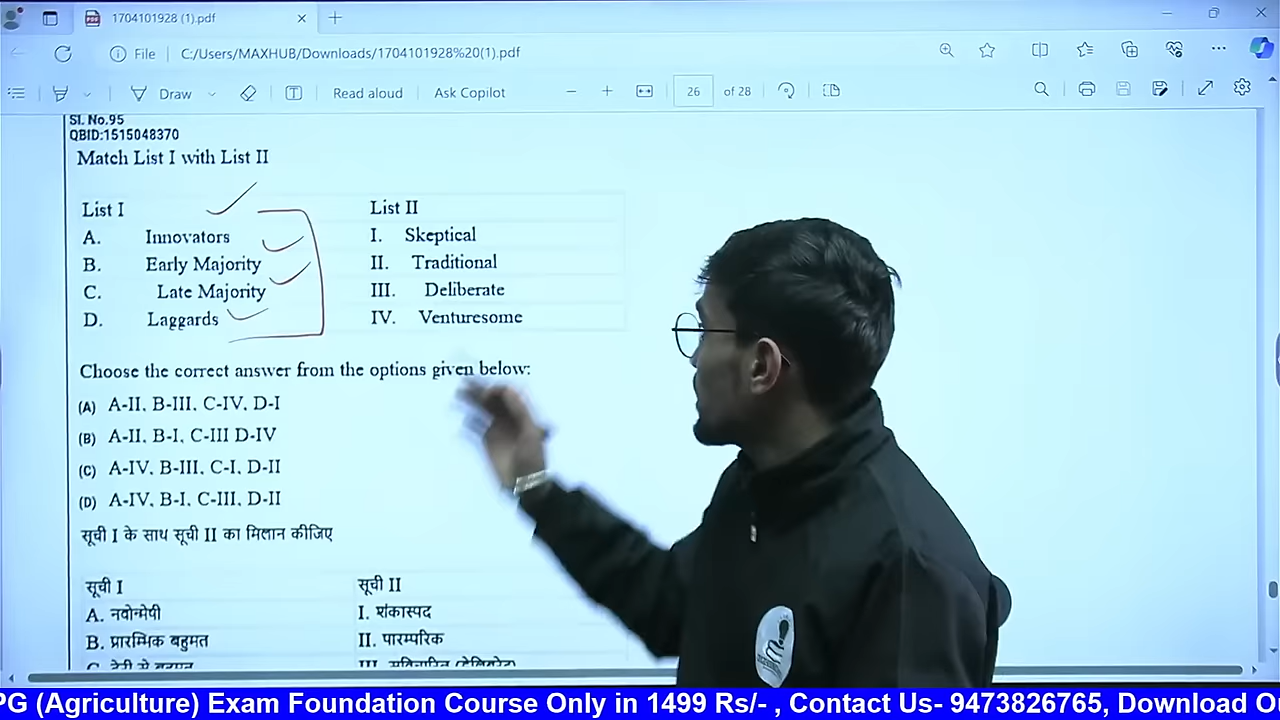 1704101928 (1).pdf
File | C:/Users/MAXHUB/Downloads/1704101928%20(1).pdf
Draw Read aloud Ask Copilot 26 of 28
Sl. No.95
QBID:1515048370
Match List I with List II
List I List II
A. Innovators I. Skeptical
B. Early Majority II. Traditional
C. Late Majority III. Deliberate
D. Laggards IV. Venturesome
Choose the correct answer from the options given below:
(A) A-II, B-III, C-IV, D-I
(B) A-II, B-I, C-III D-IV
(C) A-IV, B-III, C-I, D-II
(D) A-IV, B-I, C-III, D-II
सूची I के साथ सूची II का मिलान कीजिए
सूची I सूची II
A. नवोन्मेषी I. शंकास्पद
B. प्रारम्भिक बहुमत II. पारम्परिक
PG (Agriculture) Exam Foundation Course Only in 1499 Rs/- , Contact Us- 9473826765, Download